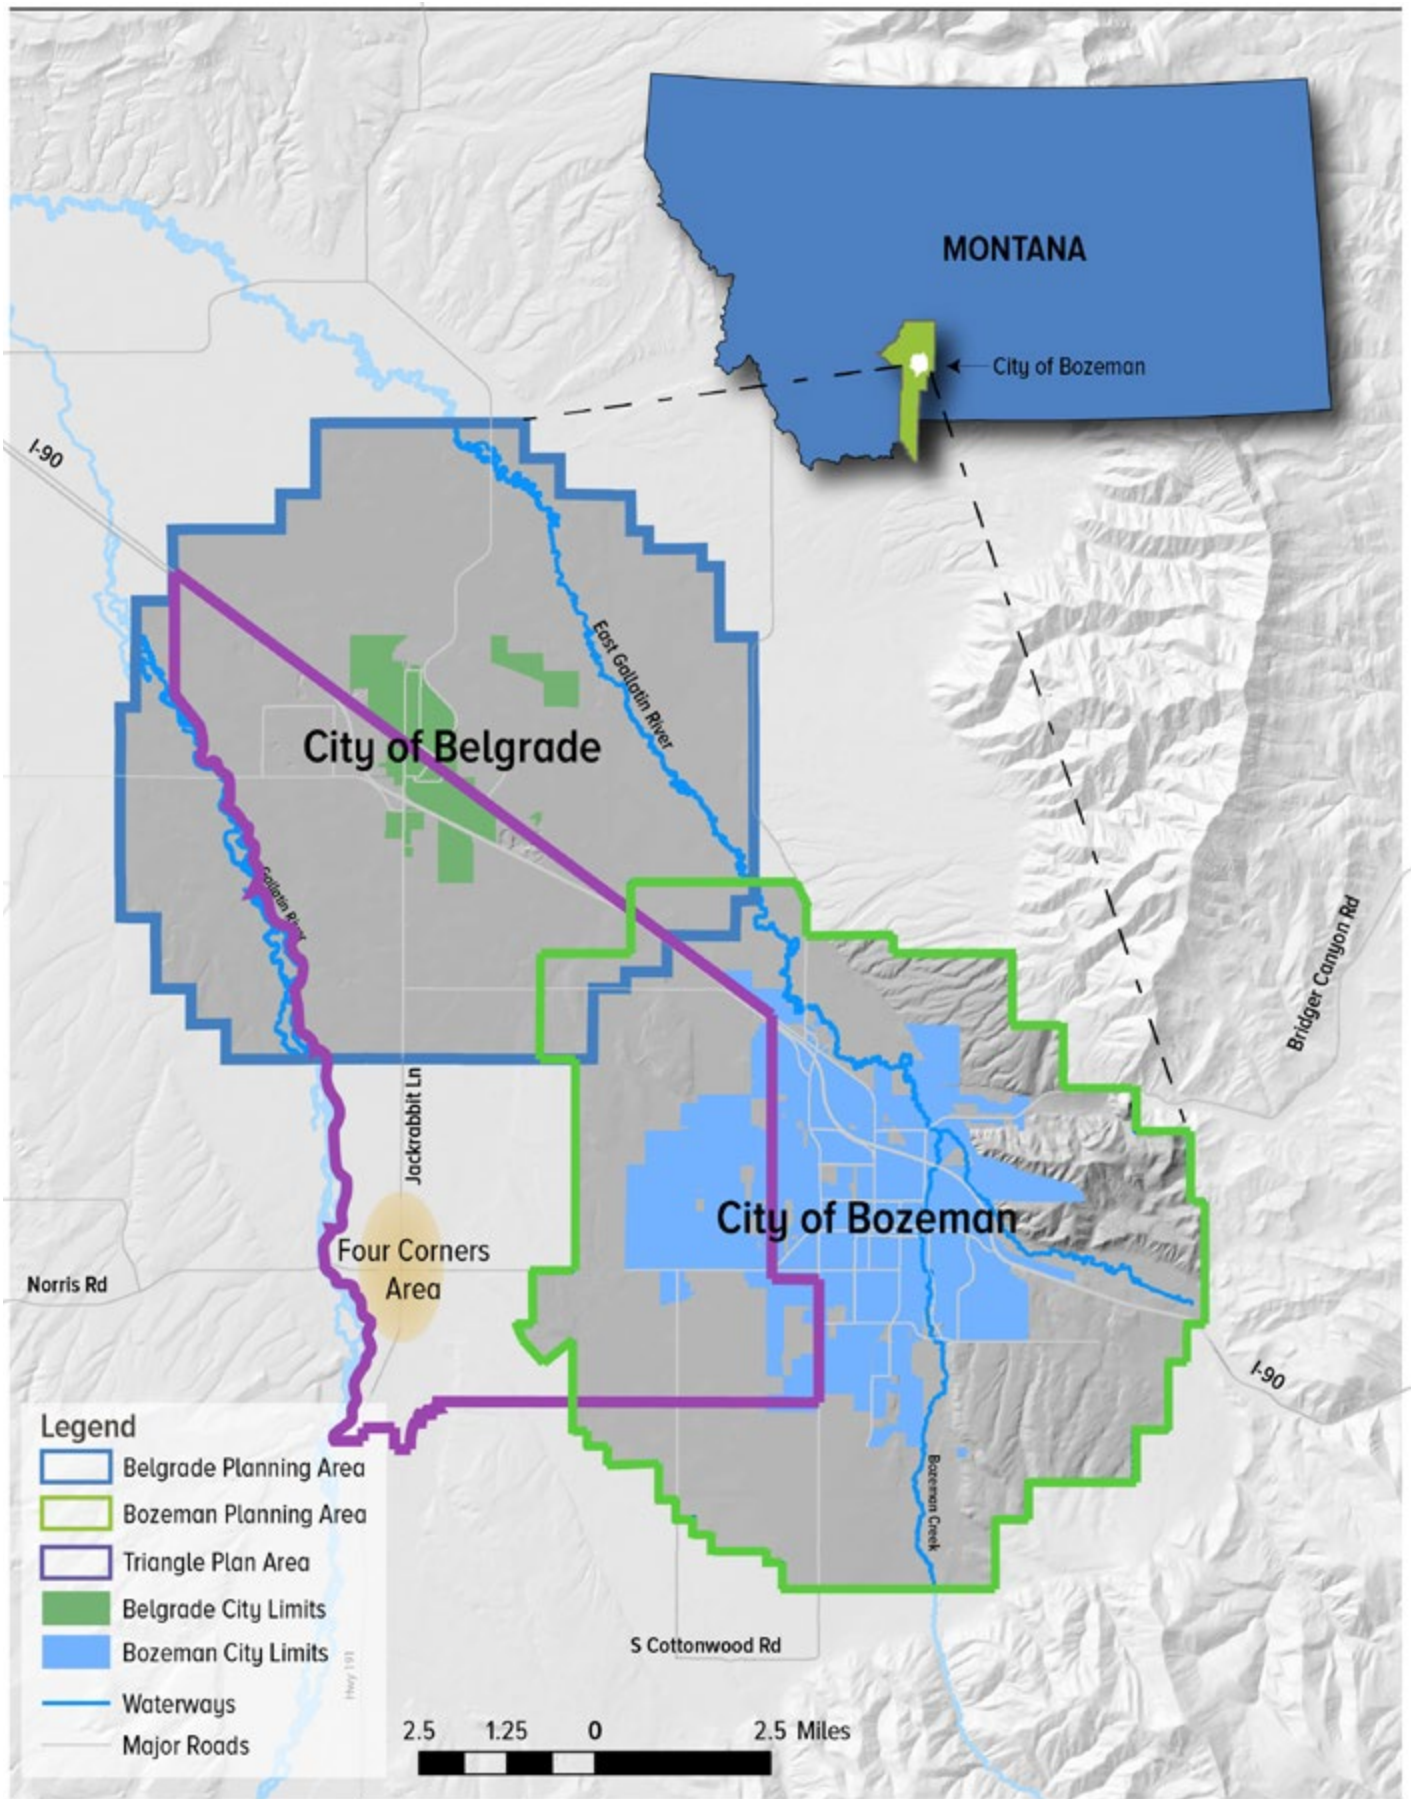 MONTANA
City of Bozeman
I-90
East Gallatin River
City of Belgrade
Gallatin River
Bridger Canyon Rd
Jackrabbit Ln
City of Bozeman
Four Corners
Area
Norris Rd
I-90
Legend
Belgrade Planning Area
Bozeman Planning Area
Triangle Plan Area
Belgrade City Limits
Bozeman City Limits
Waterways
Major Roads
Bozeman Creek
S Cottonwood Rd
Hwy 191
2.5 1.25 0 2.5 Miles